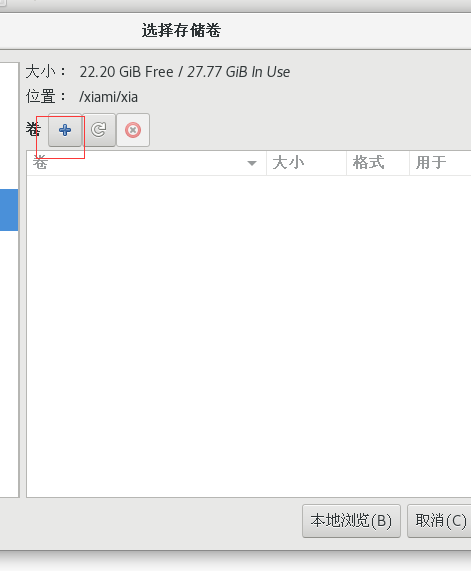 选择存储卷
大小： 22.20 GiB Free / 27.77 GiB In Use
位置： /xiami/xia
卷
卷 大小 格式 用于
本地浏览(B) 取消(C)